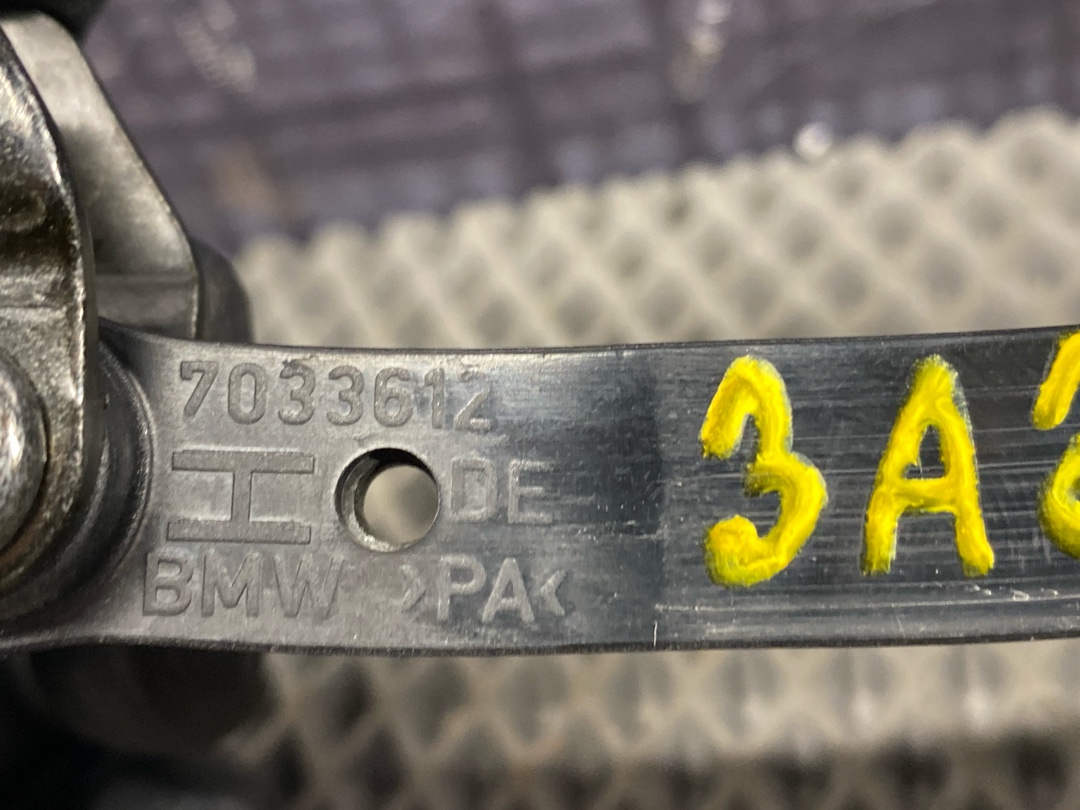 7033612
DE
BMW >PA<
3A